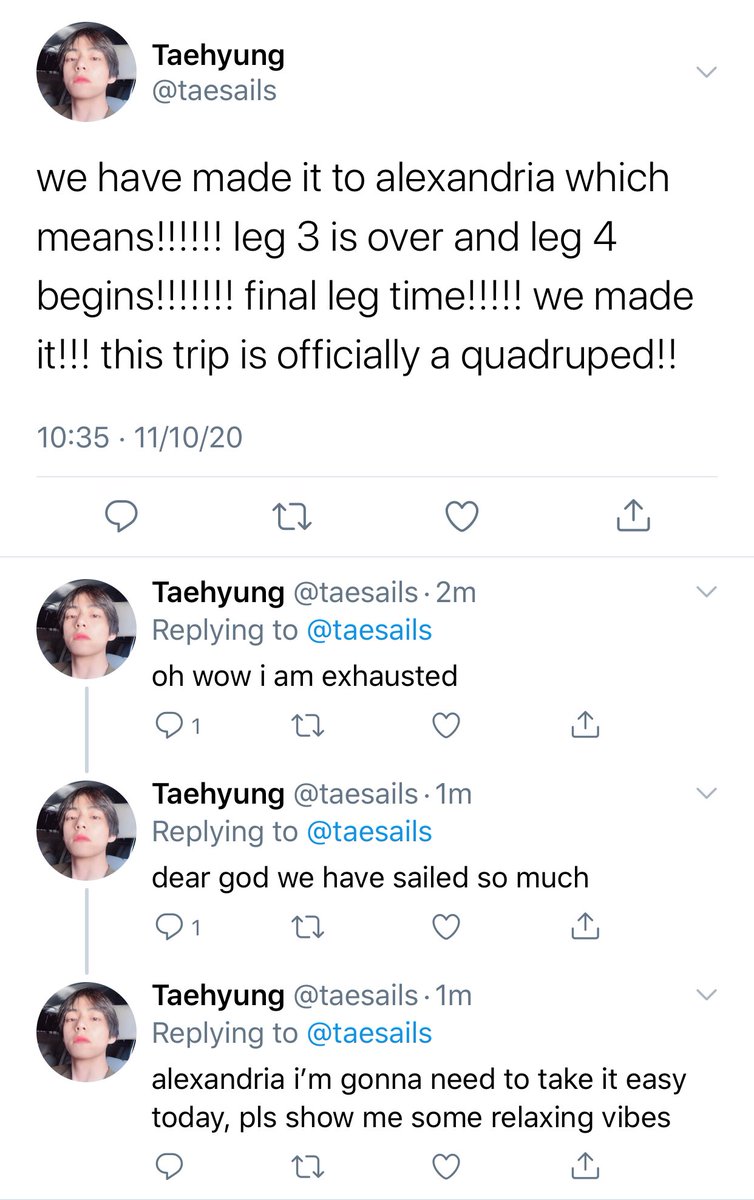 Taehyung
@taesails
we have made it to alexandria which
means!!!!!! leg 3 is over and leg 4
begins!!!!!!! final leg time!!!!! we made
it!!! this trip is officially a quadruped!!
10:35 · 11/10/20
Taehyung @taesails · 2m
Replying to @taesails
oh wow i am exhausted
1
Taehyung @taesails · 1m
Replying to @taesails
dear god we have sailed so much
1
Taehyung @taesails · 1m
Replying to @taesails
alexandria i’m gonna need to take it easy
today, pls show me some relaxing vibes